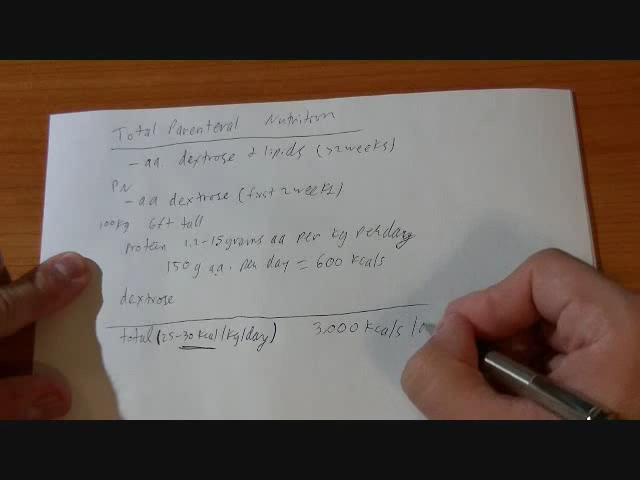 Total Parenteral Nutrition
- aa dextrose & lipids (>2weeks)
PN
- aa dextrose (first 2 weeks)
100kg 6ft tall
protein 1.2-1.5 grams aa per kg per day
150 g aa. per day = 600 kcals
dextrose
total (25-30 kcal/kg/day) 3,000 kcals /